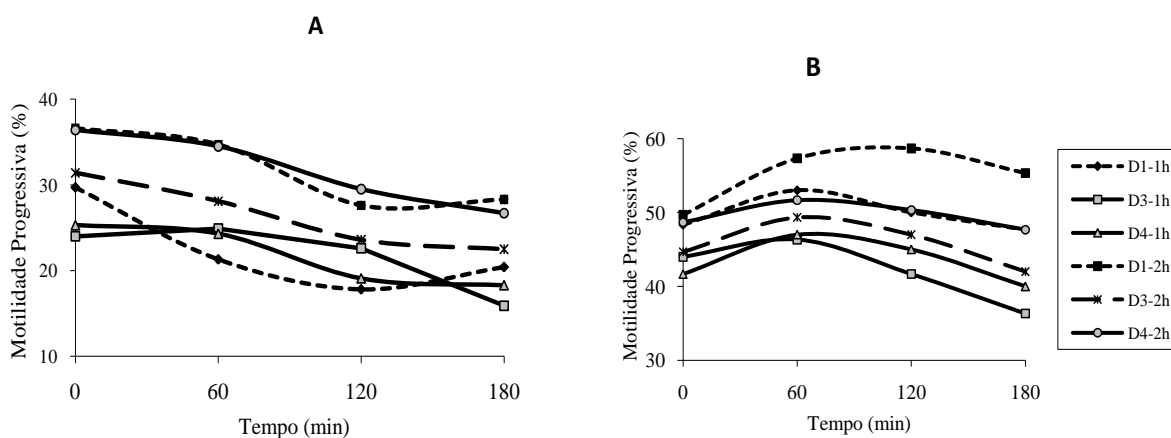 A
Motilidade Progressiva (%)
40
30
20
10
0 60 120 180
Tempo (min)
B
Motilidade Progressiva (%)
60
50
40
30
0 60 120 180
Tempo (min)
D1-1h
D3-1h
D4-1h
D1-2h
D3-2h
D4-2h